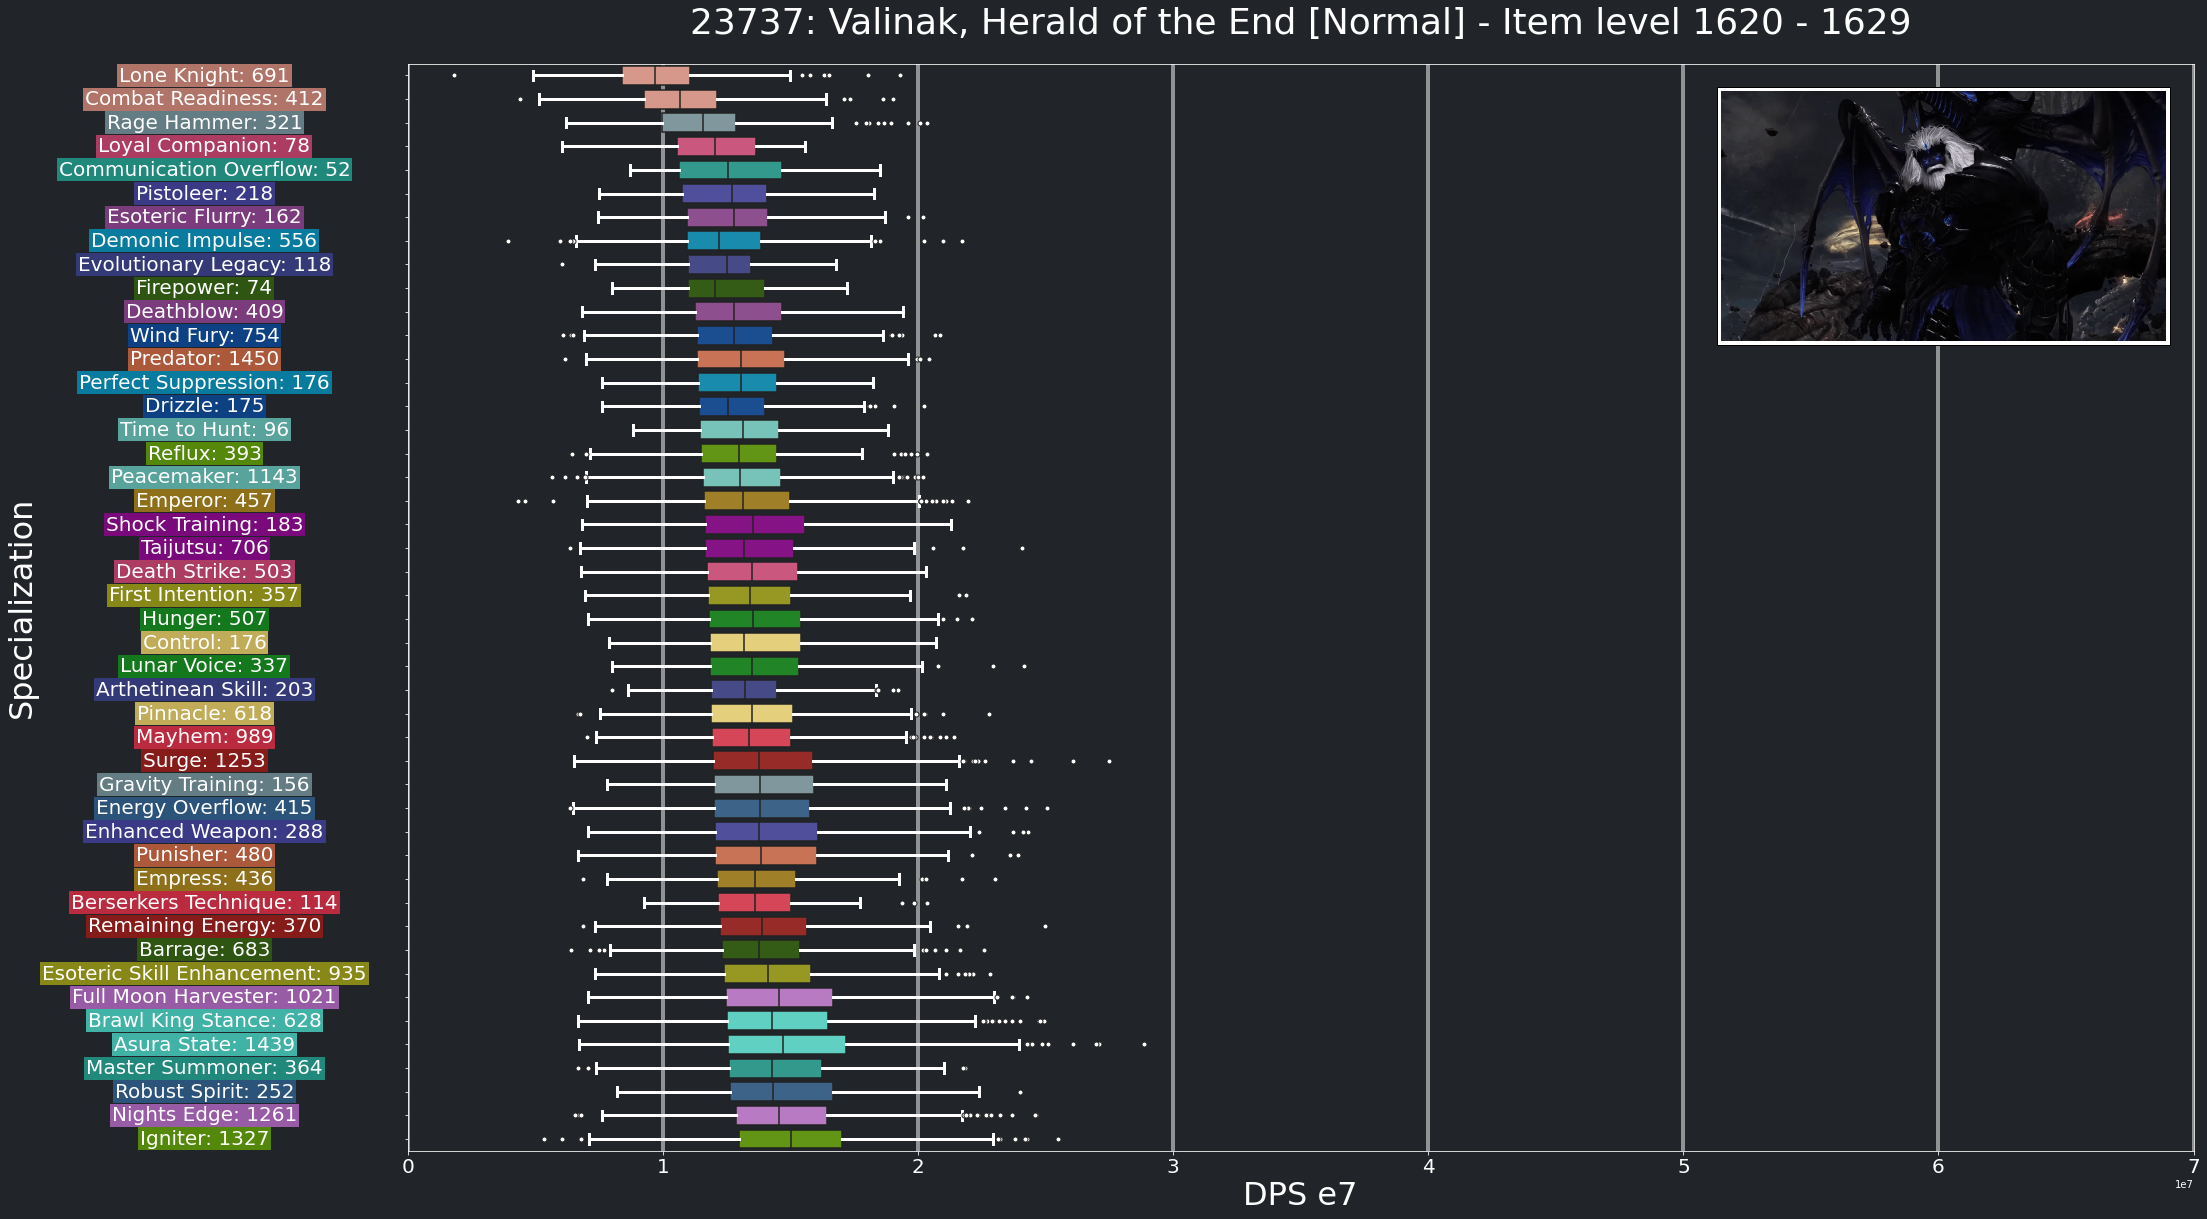 23737: Valinak, Herald of the End [Normal] - Item level 1620 - 1629
Lone Knight: 691
Combat Readiness: 412
Rage Hammer: 321
Loyal Companion: 78
Communication Overflow: 52
Pistoleer: 218
Esoteric Flurry: 162
Demonic Impulse: 556
Evolutionary Legacy: 118
Firepower: 74
Deathblow: 409
Wind Fury: 754
Predator: 1450
Perfect Suppression: 176
Drizzle: 175
Time to Hunt: 96
Reflux: 393
Peacemaker: 1143
Emperor: 457
Shock Training: 183
Taijutsu: 706
Death Strike: 503
First Intention: 357
Hunger: 507
Control: 176
Lunar Voice: 337
Arthetinean Skill: 203
Pinnacle: 618
Mayhem: 989
Surge: 1253
Gravity Training: 156
Energy Overflow: 415
Enhanced Weapon: 288
Punisher: 480
Empress: 436
Berserkers Technique: 114
Remaining Energy: 370
Barrage: 683
Esoteric Skill Enhancement: 935
Full Moon Harvester: 1021
Brawl King Stance: 628
Asura State: 1439
Master Summoner: 364
Robust Spirit: 252
Nights Edge: 1261
Igniter: 1327
Specialization
0 1 2 3 4 5 6 7
DPS e7
1e7